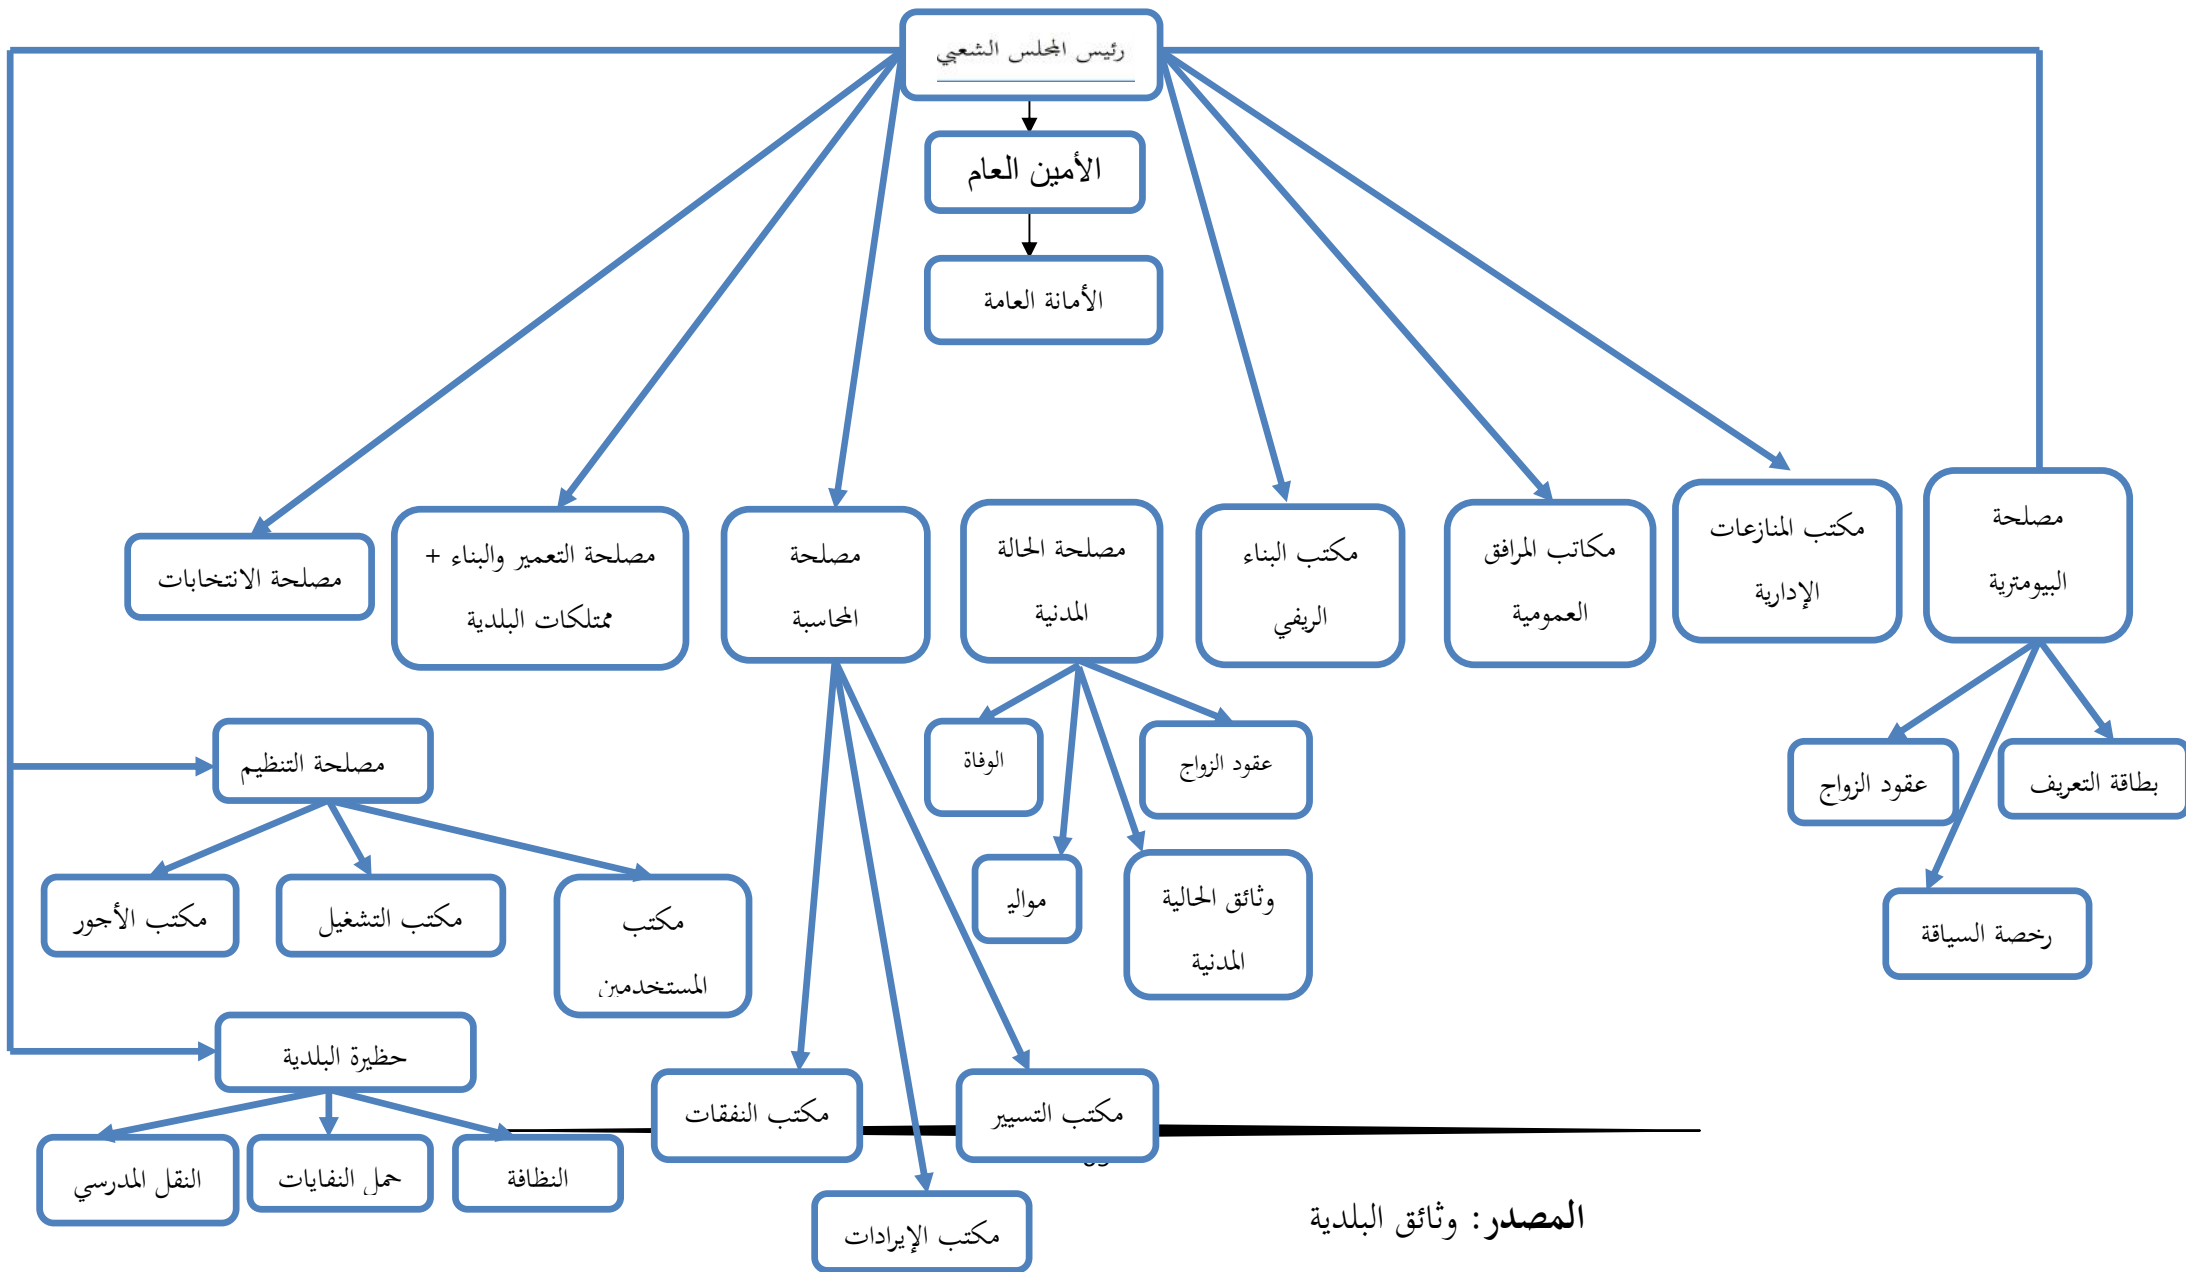 رئيس المجلس الشعبي
الأمين العام
الأمانة العامة
مصلحة
البيومترية
مكتب المنازعات
الإدارية
مكاتب المرافق
العمومية
مكتب البناء
الريفي
مصلحة الحالة
المدنية
مصلحة
المحاسبة
مصلحة التعمير والبناء +
ممتلكات البلدية
مصلحة الانتخابات
بطاقة التعريف
عقود الزواج
رخصة السياقة
عقود الزواج
الوفاة
وثائق الحالية
المدنية
موالي
مصلحة التنظيم
مكتب
المستخدمين
مكتب التشغيل
مكتب الأجور
حظيرة البلدية
النظافة
حمل النفايات
النقل المدرسي
مكتب التسيير
مكتب النفقات
مكتب الإيرادات
المصدر: وثائق البلدية